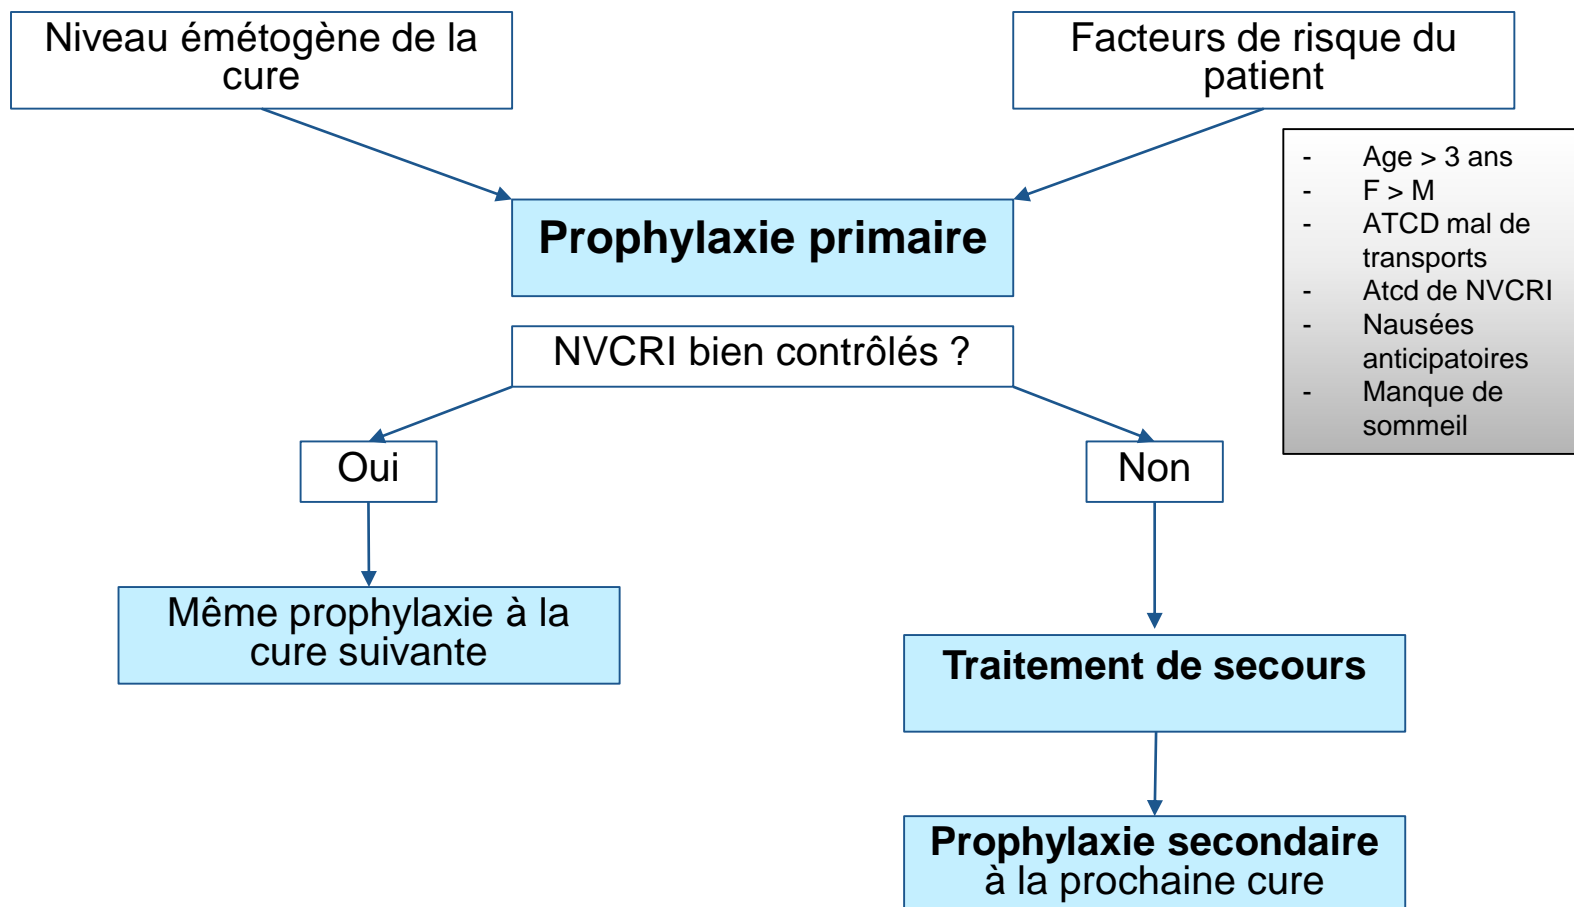 Niveau émétogène de la
cure
Facteurs de risque du
patient
- Age > 3 ans
- F > M
- ATCD mal de
transports
- Atcd de NVCRI
- Nausées
anticipatoires
- Manque de
sommeil
Prophylaxie primaire
NVCRI bien contrôlés ?
Oui
Non
Même prophylaxie à la
cure suivante
Traitement de secours
Prophylaxie secondaire
à la prochaine cure